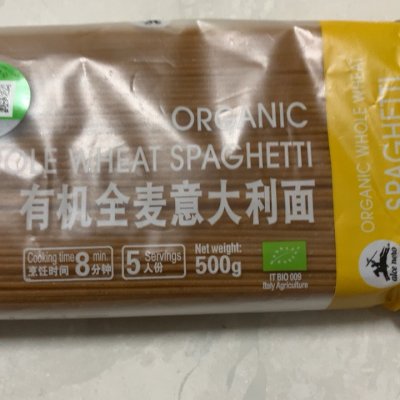 ORGANIC
OLE WHEAT SPAGHETTI
有机全麦意大利面
Cooking time 8 min.
烹饪时间 8 分钟
5 Servings
人份
Net weight:
500g
IT BIO 009
Italy Agriculture
ORGANIC WHOLE WHEAT
SPAGHETTI
alce nero